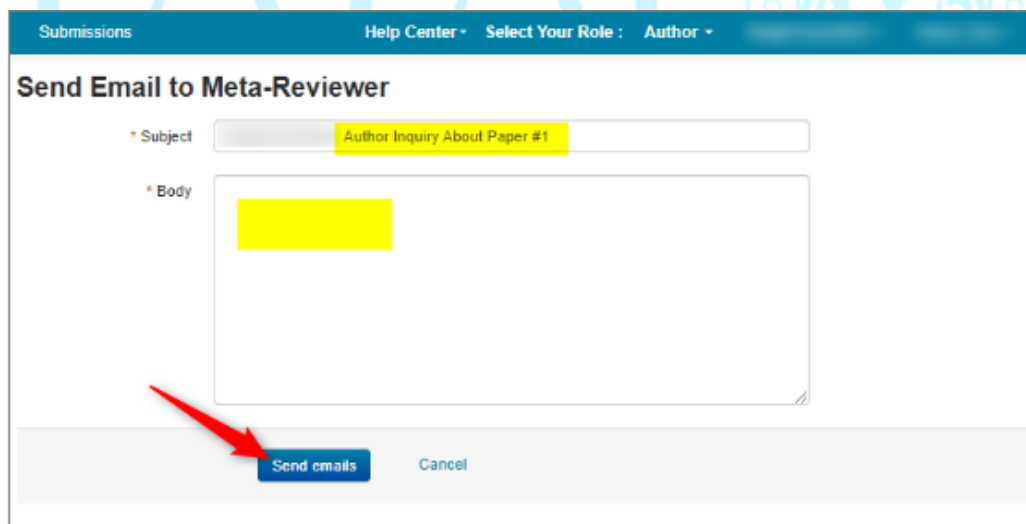 Submissions Help Center Select Your Role : Author
Send Email to Meta-Reviewer
* Subject Author Inquiry About Paper #1
* Body
Send emails Cancel